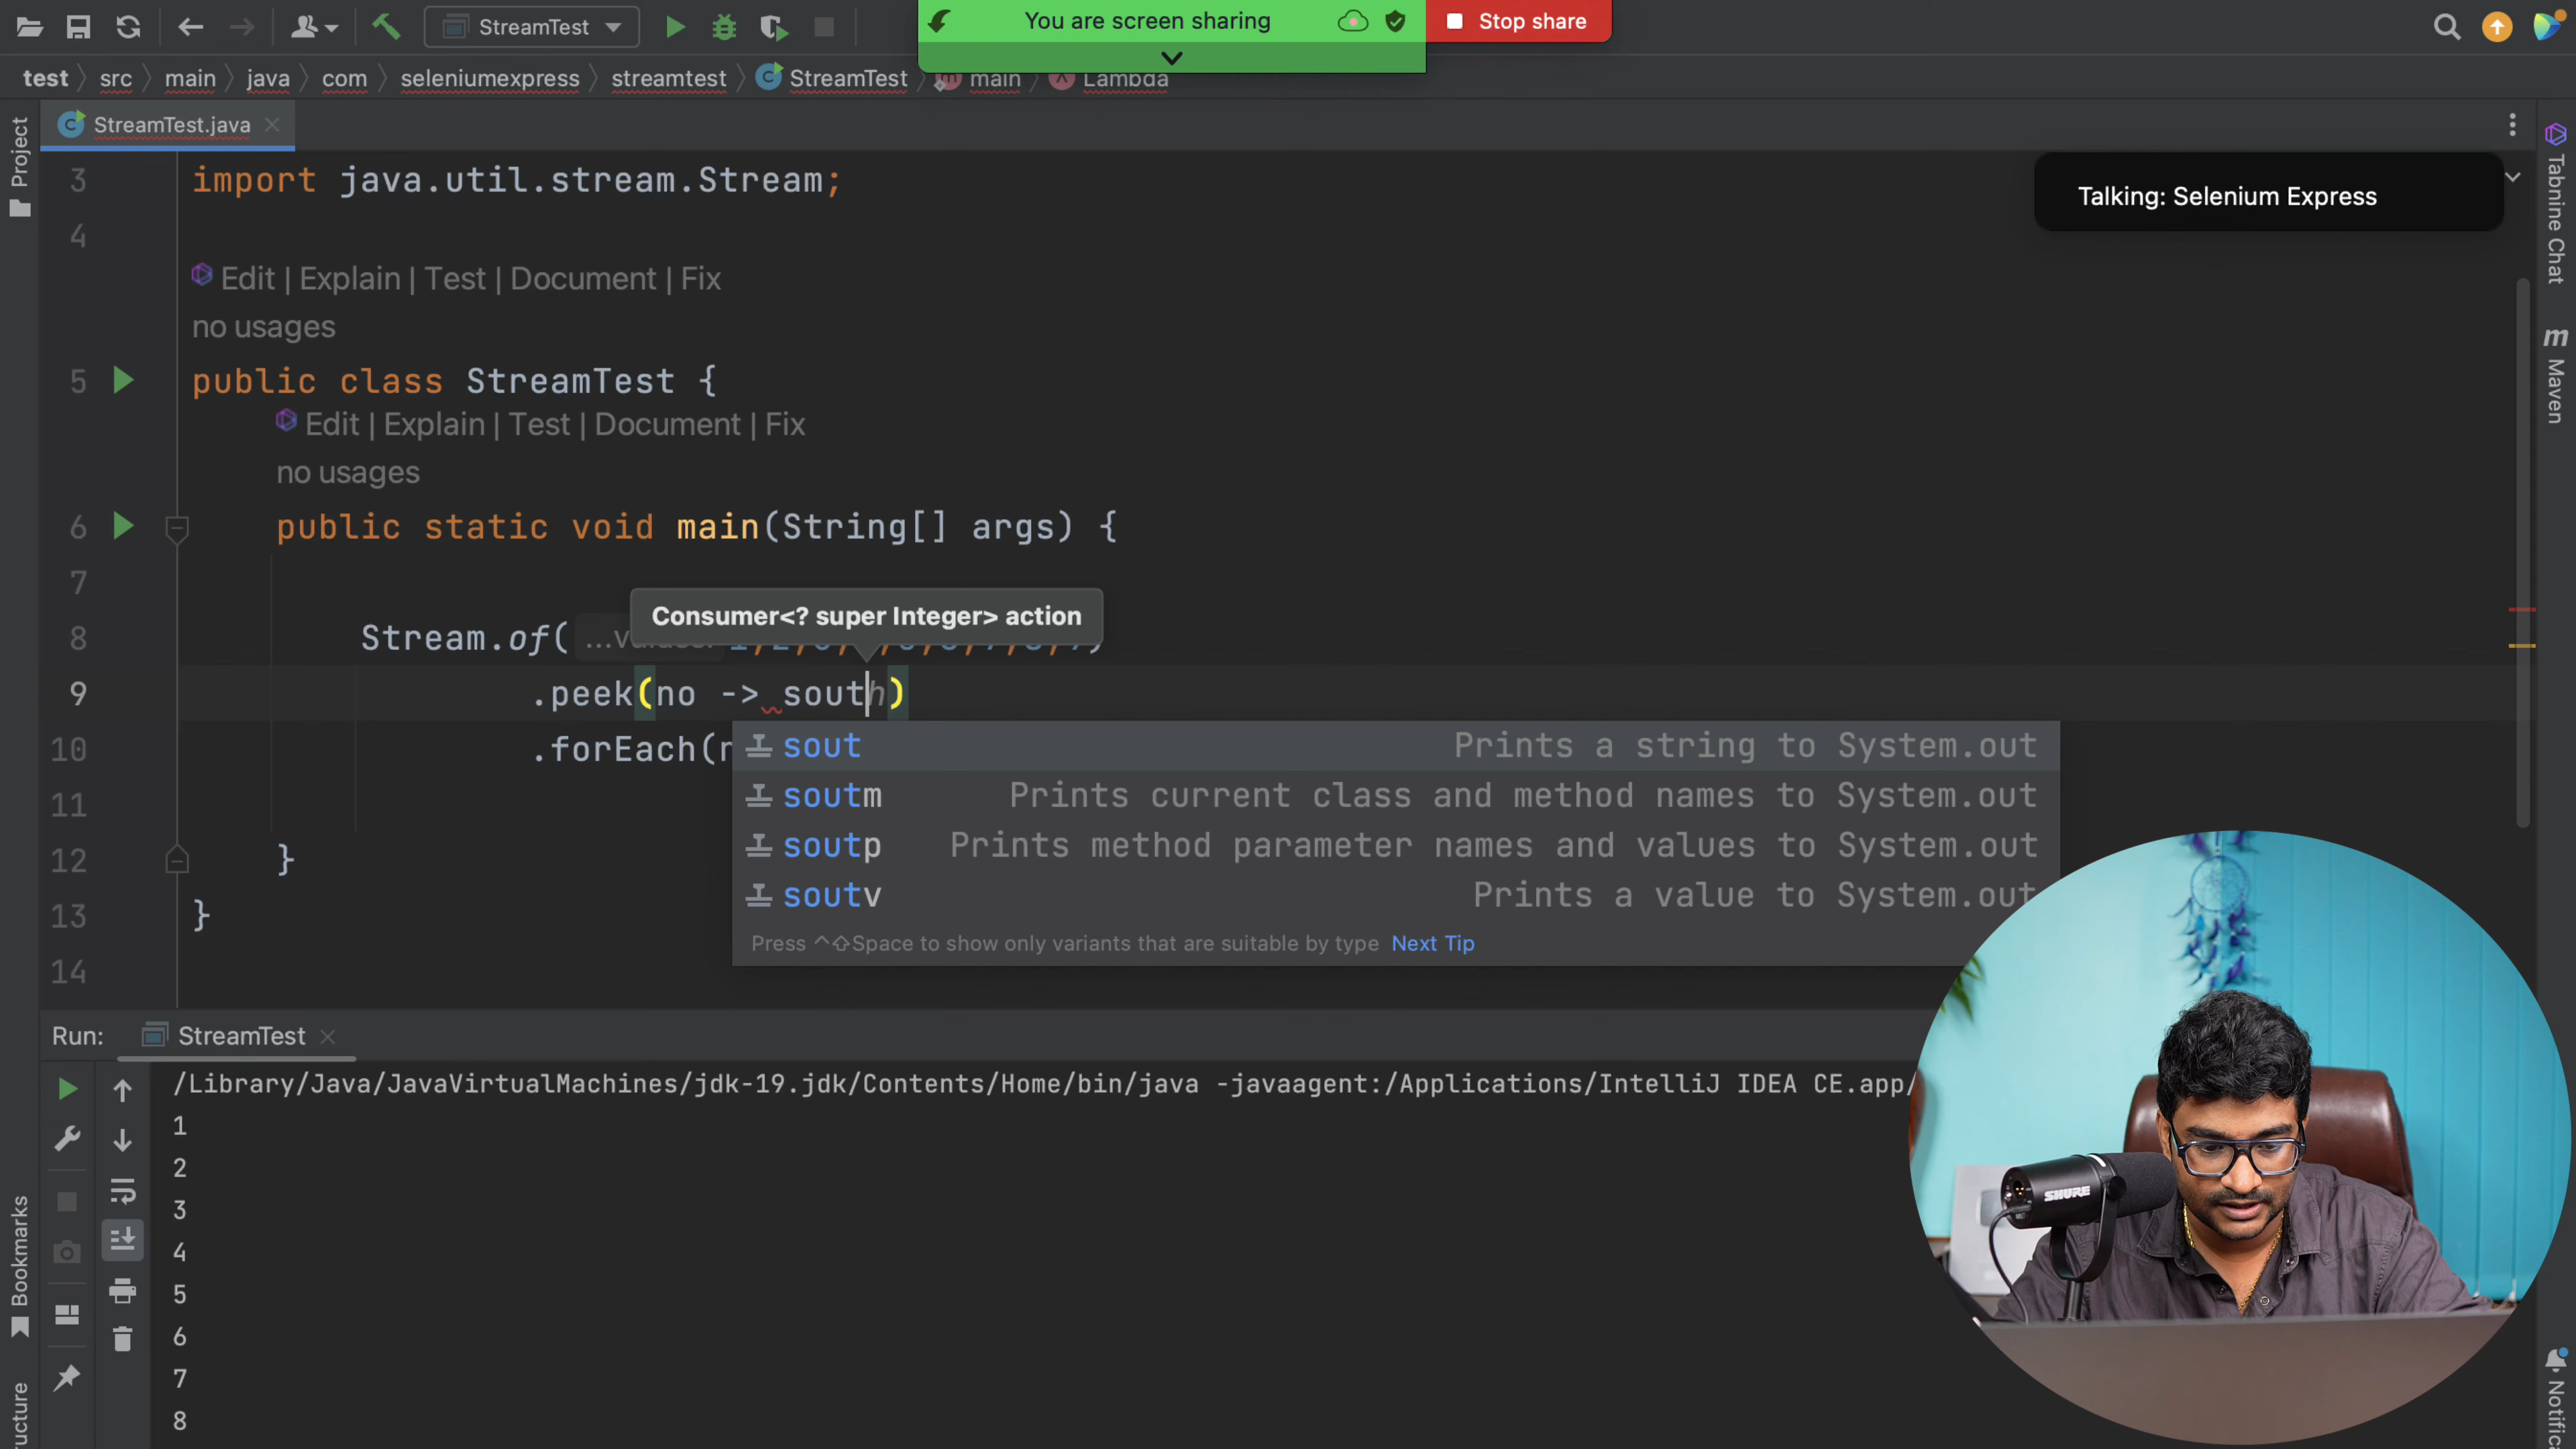 StreamTest
You are screen sharing
Stop share
test src main java com seleniumexpress streamtest StreamTest main Lambda
StreamTest.java
Talking: Selenium Express
Project
Tabnine Chat
Maven
3 import java.util.stream.Stream;
4
Edit | Explain | Test | Document | Fix
no usages
5 public class StreamTest {
Edit | Explain | Test | Document | Fix
no usages
6 public static void main(String[] args) {
7
Consumer<? super Integer> action
8 Stream.of(
9 .peek(no -> south)
10 .forEach(n
11
12 }
13 }
14
sout Prints a string to System.out
soutm Prints current class and method names to System.out
soutp Prints method parameter names and values to System.out
soutv Prints a value to System.out
Press ^⇧Space to show only variants that are suitable by type Next Tip
Run: StreamTest
/Library/Java/JavaVirtualMachines/jdk-19.jdk/Contents/Home/bin/java -javaagent:/Applications/IntelliJ IDEA CE.app/
1
2
3
4
5
6
7
8
Bookmarks
SHURE